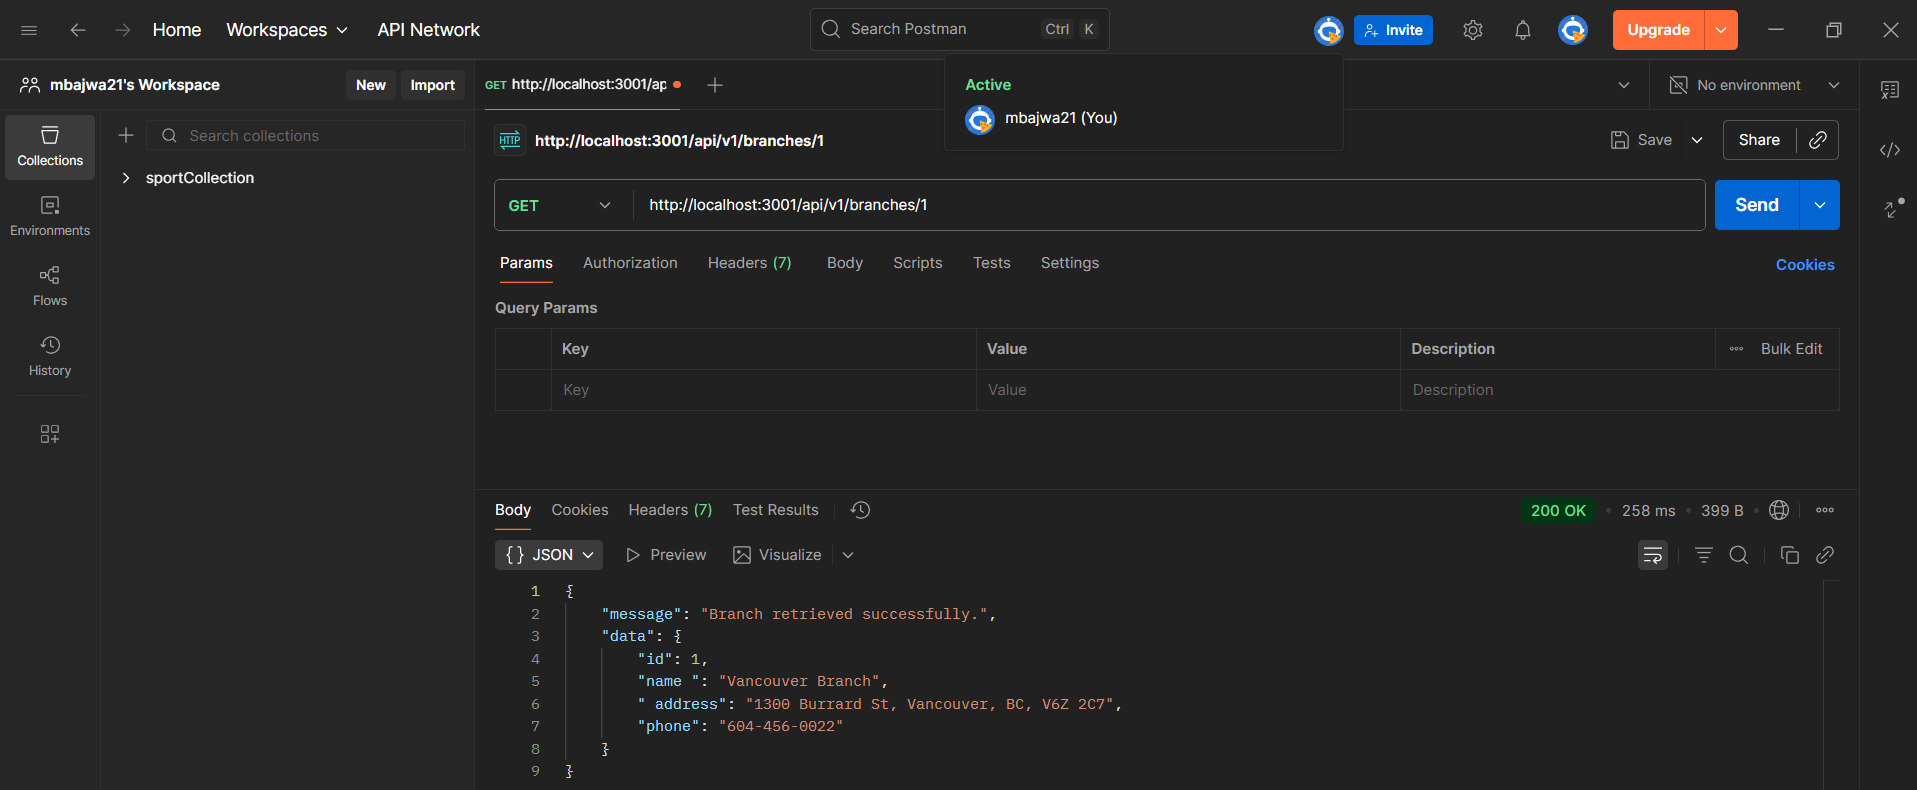 Home Workspaces API Network Search Postman Ctrl K Invite Upgrade
mbajwa21's Workspace New Import GET http://localhost:3001/ap No environment
Active
mbajwa21 (You)
Search collections
Collections
sportCollection
HTTP http://localhost:3001/api/v1/branches/1 Save Share
GET http://localhost:3001/api/v1/branches/1 Send
Environments
Flows
History
Params Authorization Headers (7) Body Scripts Tests Settings Cookies
Query Params
Key Value Description Bulk Edit
Key Value Description
Body Cookies Headers (7) Test Results 200 OK 258 ms 399 B
{} JSON Preview Visualize
1 {
2 "message": "Branch retrieved successfully.",
3 "data": {
4 "id": 1,
5 "name ": "Vancouver Branch",
6 " address": "1300 Burrard St, Vancouver, BC, V6Z 2C7",
7 "phone": "604-456-0022"
8 }
9 }